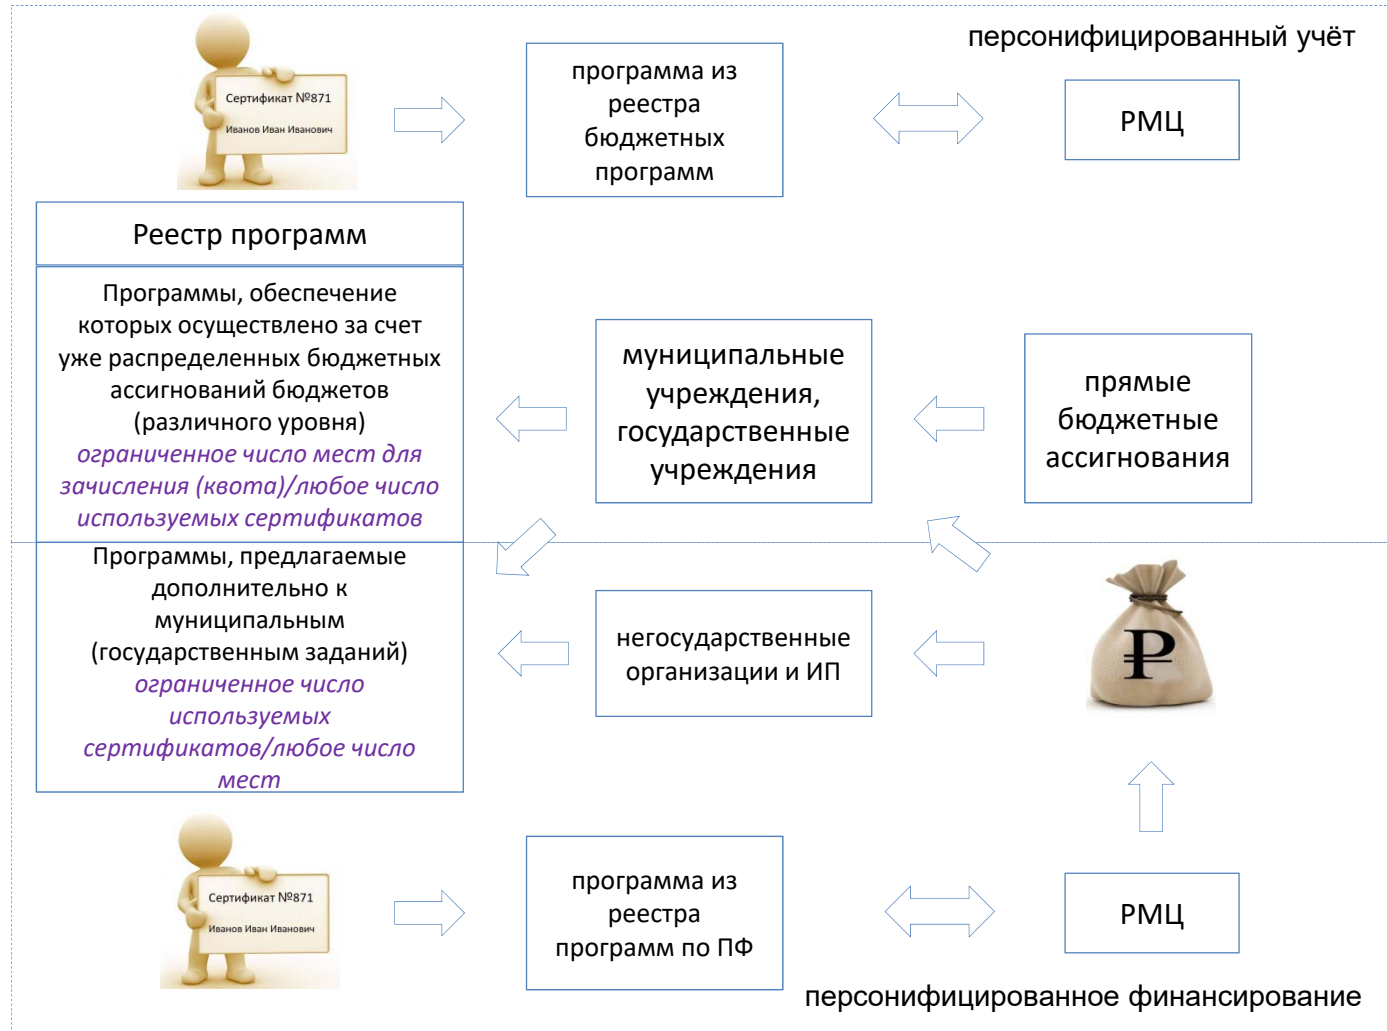 персонифицированный учёт
Сертификат №871
Иванов Иван Иванович
программа из
реестра
бюджетных
программ
РМЦ
Реестр программ
Программы, обеспечение
которых осуществлено за счет
уже распределенных бюджетных
ассигнований бюджетов
(различного уровня)
ограниченное число мест для
зачисления (квота)/любое число
используемых сертификатов
муниципальные
учреждения,
государственные
учреждения
прямые
бюджетные
ассигнования
Программы, предлагаемые
дополнительно к
муниципальным
(государственным заданий)
ограниченное число
используемых
сертификатов/любое число
мест
негосударственные
организации и ИП
₽
Сертификат №871
Иванов Иван Иванович
программа из
реестра
программ по ПФ
РМЦ
персонифицированное финансирование